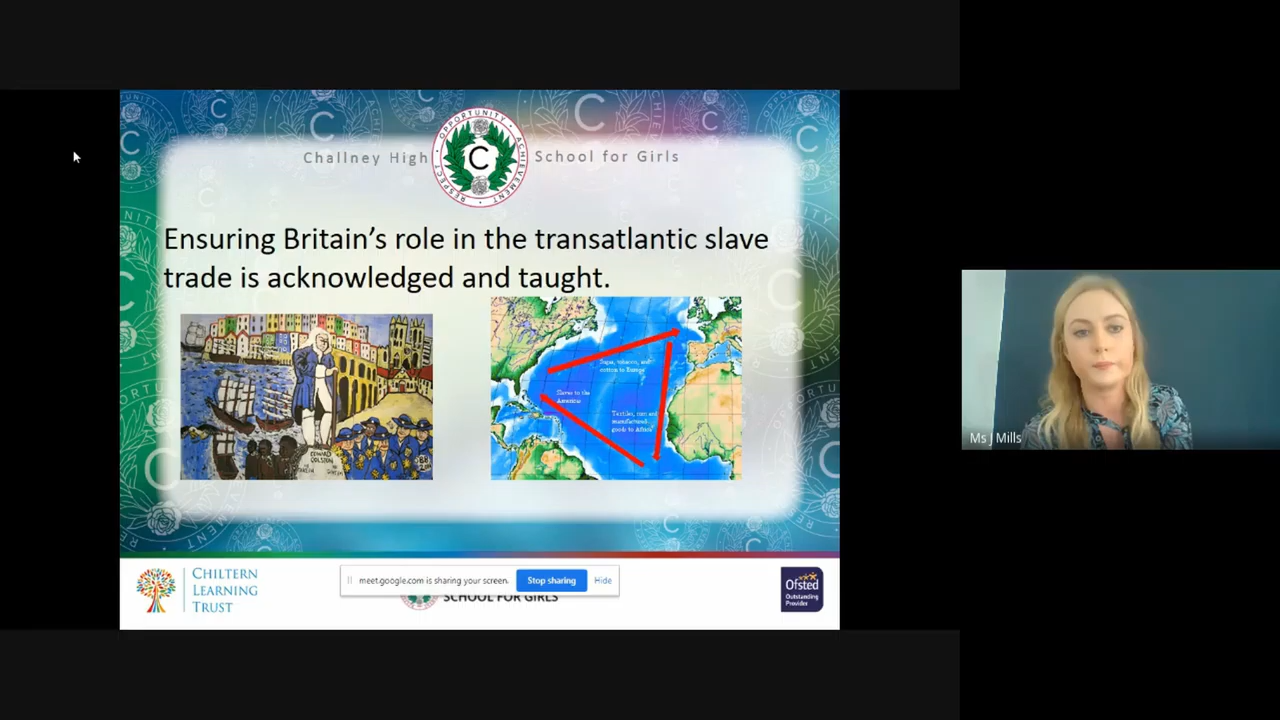 Challney High School for Girls
OPPORTUNITY
ACHIEVEMENT
RESPECT
C
Ensuring Britain's role in the transatlantic slave
trade is acknowledged and taught.
EDWARD
COLSTON
Sugar, tobacco, and
cotton to Europe
Slaves to the
Americas
Textiles, rum and
manufactured
goods to Africa
Ms J Mills
CHILTERN
LEARNING
TRUST
meet.google.com is sharing your screen.
Stop sharing
Hide
SCHOOL FOR GIRLS
Ofsted
Outstanding
Provider